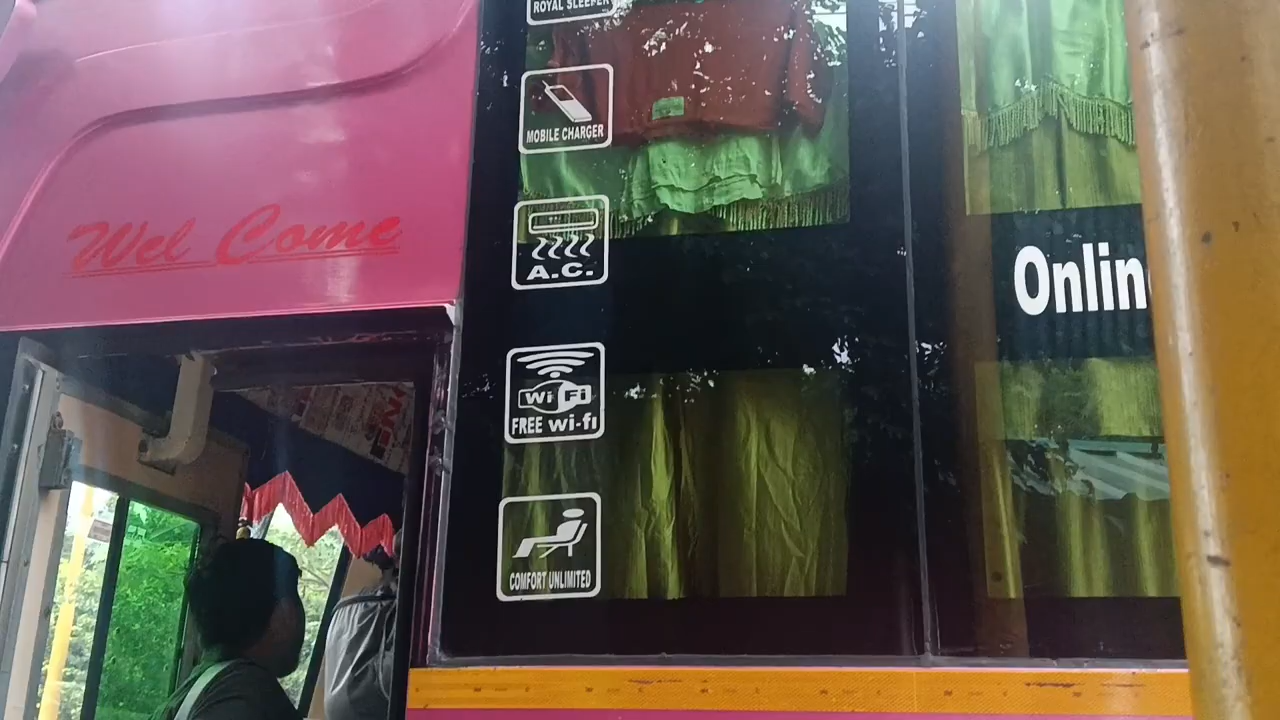 ROYAL SLEEPER
MOBILE CHARGER
Wel Come
A.C.
Onlin
Wi Fi
FREE wi-fi
COMFORT UNLIMITED